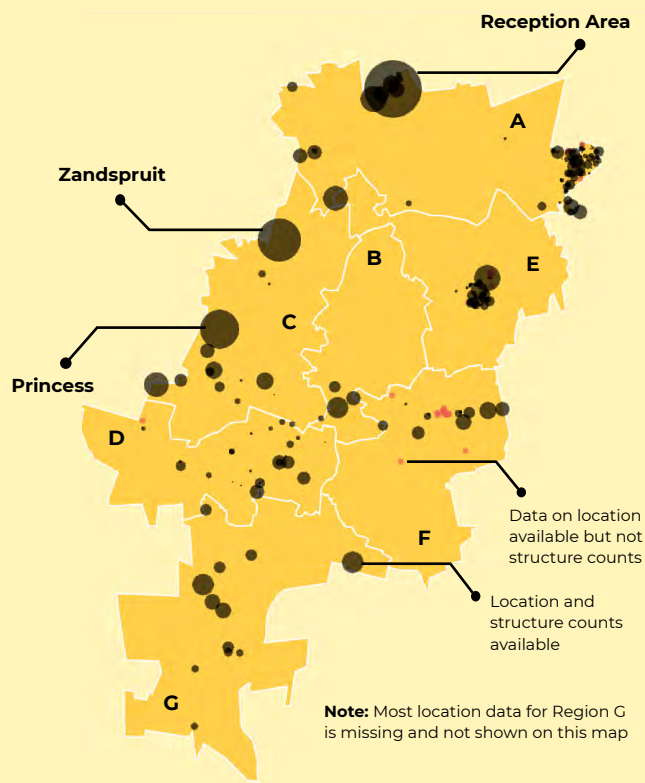 Reception Area
A
Zandspruit
B
E
C
Princess
D
Data on location
available but not
structure counts
F
Location and
structure counts
available
G
Note: Most location data for Region G
is missing and not shown on this map